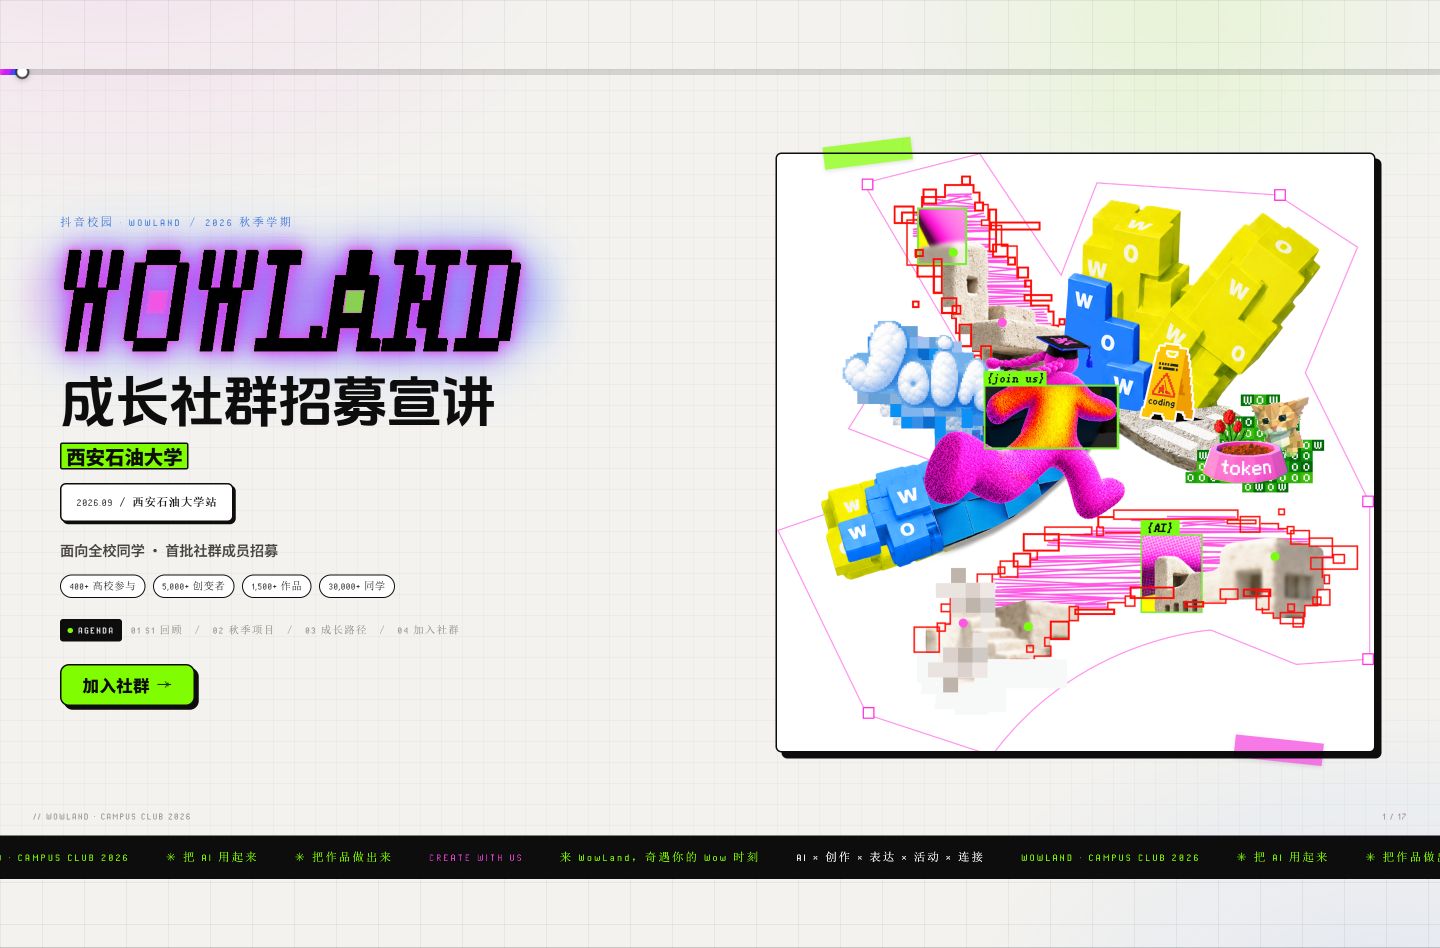 抖音校园 · WOWLAND / 2026 秋季学期
WOWLAND
成长社群招募宣讲
西安石油大学
2026.09 / 西安石油大学站
面向全校同学 · 首批社群成员招募
400+ 高校参与
5,000+ 创变者
1,500+ 作品
30,000+ 同学
AGENDA
01 S1 回顾 / 02 秋季项目 / 03 成长路径 / 04 加入社群
加入社群 →
W O W
W O W
W O W O
Join
{join us}
coding
WOW
token
WOW
W W W O
{AI}
// WOWLAND · CAMPUS CLUB 2026
1 / 17
· CAMPUS CLUB 2026 ✳ 把 AI 用起来 ✳ 把作品做出来 CREATE WITH US 来 WowLand，奇遇你的 Wow 时刻 AI × 创作 × 表达 × 活动 × 连接 WOWLAND · CAMPUS CLUB 2026 ✳ 把 AI 用起来 ✳ 把作品做